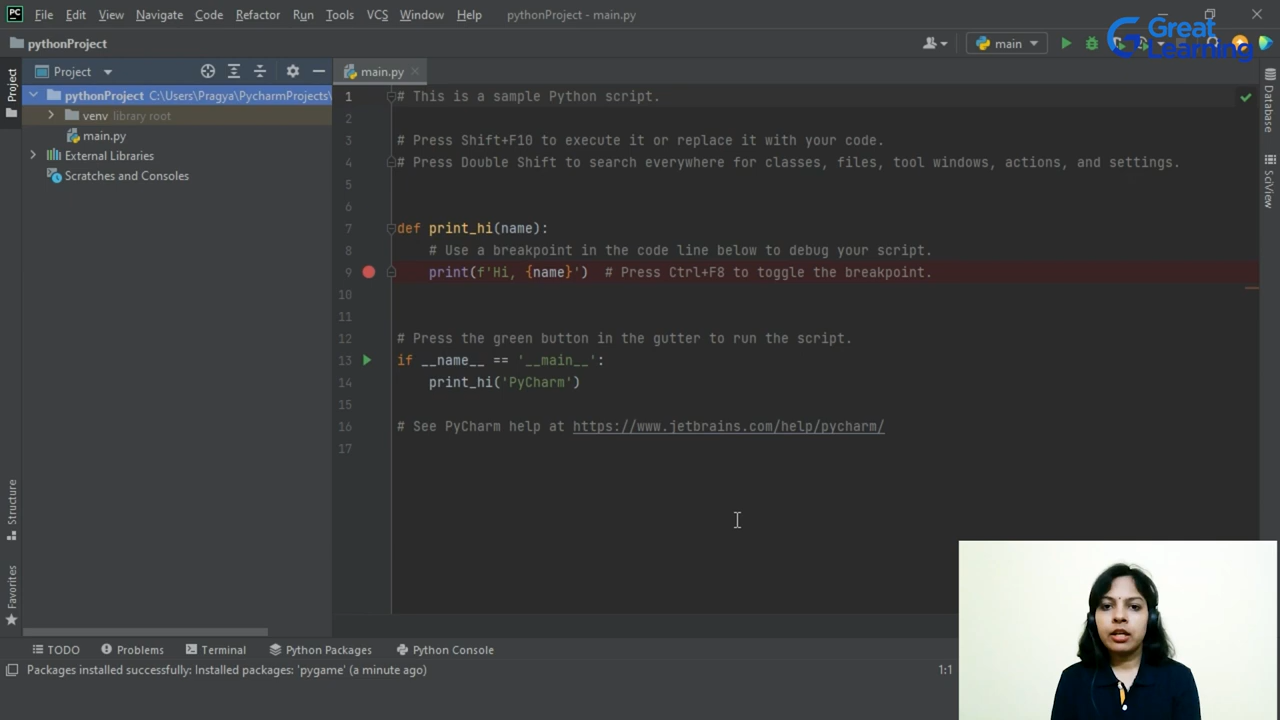 PC File Edit View Navigate Code Refactor Run Tools VCS Window Help pythonProject - main.py
Great Learning
pythonProject main
Project main.py
Project
pythonProject C:\Users\Pragya\PycharmProjects\
venv library root
main.py
External Libraries
Scratches and Consoles
1 # This is a sample Python script.
2
3 # Press Shift+F10 to execute it or replace it with your code.
4 # Press Double Shift to search everywhere for classes, files, tool windows, actions, and settings.
5
6
7 def print_hi(name):
8 # Use a breakpoint in the code line below to debug your script.
9 print(f'Hi, {name}') # Press Ctrl+F8 to toggle the breakpoint.
10
11
12 # Press the green button in the gutter to run the script.
13 if __name__ == '__main__':
14 print_hi('PyCharm')
15
16 # See PyCharm help at https://www.jetbrains.com/help/pycharm/
17
Database
SciView
Structure
Favorites
TODO Problems Terminal Python Packages Python Console
Packages installed successfully: Installed packages: 'pygame' (a minute ago) 1:1